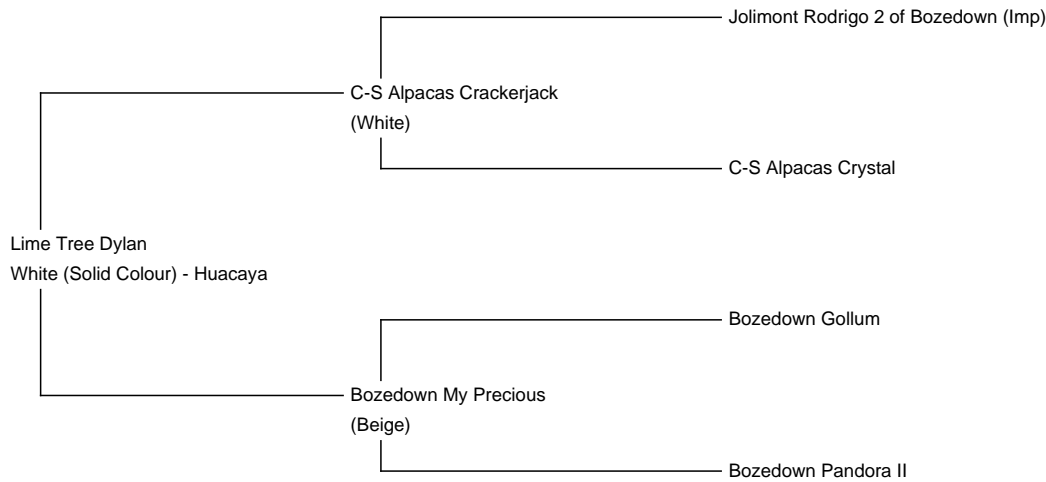 Jolimont Rodrigo 2 of Bozedown (Imp)
C-S Alpacas Crackerjack
(White)
C-S Alpacas Crystal
Lime Tree Dylan
White (Solid Colour) - Huacaya
Bozedown Gollum
Bozedown My Precious
(Beige)
Bozedown Pandora II